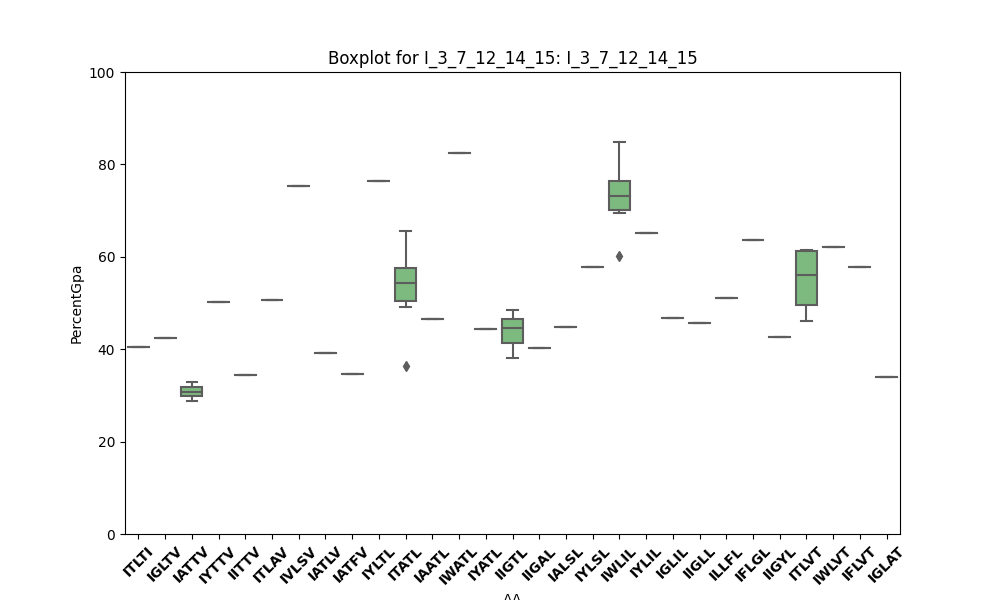 Boxplot for I_3_7_12_14_15: I_3_7_12_14_15
100
80
60
40
20
0
PercentGpa
ITLTI IGLTV IATTV IYTTV IITTV ITLAV IVLSV IATLV IATFV IYLTL ITATL IAATL IWATL IYATL IIGTL IIGAL IALSL IYLSL IWLIL IYLIL IGLIL IIGLL ILLFL IFLGL IIGYL ITLVT IWLVT IFLVT IGLAT
AA